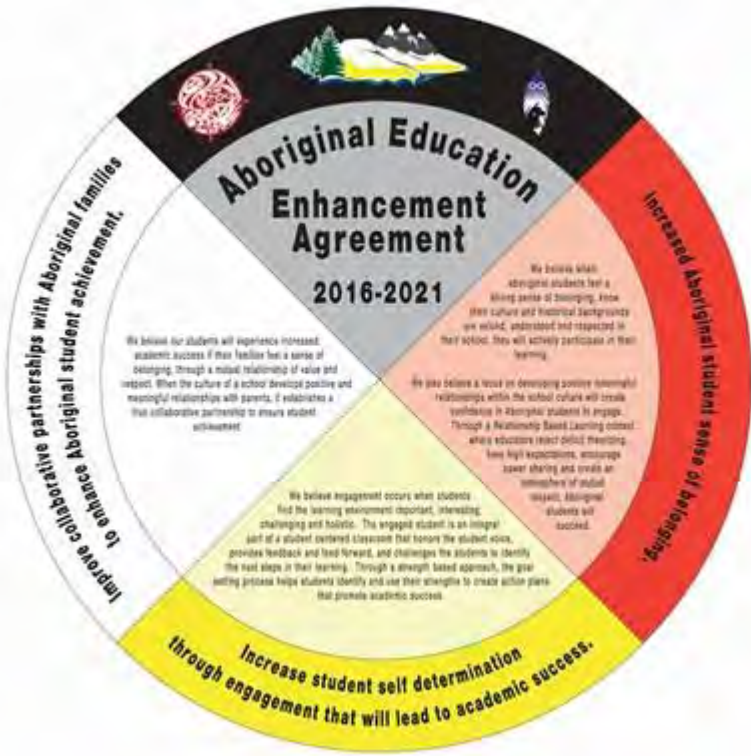 Aboriginal Education
Enhancement
Agreement
2016-2021
Increased Aboriginal student sense of belonging.
We believe when
aboriginal students feel a
strong sense of belonging, know
their culture and historical backgrounds
are valued, understood and respected in
their school, they will actively participate in their
learning.
We also believe a focus on developing positive meaningful
relationships within the school culture will create
confidence in Aboriginal students to engage.
Through a Relationship Based Learning context
where educators reject deficit theorizing,
have high expectations, encourage
power sharing and create an
atmosphere of mutual
respect, Aboriginal
students will
succeed.
Increase student self determination
through engagement that will lead to academic success.
We believe engagement occurs when students
find the learning environment important, interesting,
challenging and holistic. The engaged student is an integral
part of a student centered classroom that honors the student voice,
provides feedback and feed forward, and challenges the students to identify
the next steps in their learning. Through a strength based approach, the goal
setting process helps students identify and use their strengths to create action plans
that promote academic success.
Improve collaborative partnerships with Aboriginal families
to enhance Aboriginal student achievement.
We believe our students will experience increased
academic success if their families feel a sense of
belonging, through a mutual relationship of value and
respect. When the culture of a school develops positive and
meaningful relationships with parents, it establishes a
true collaborative partnership to ensure student
achievement